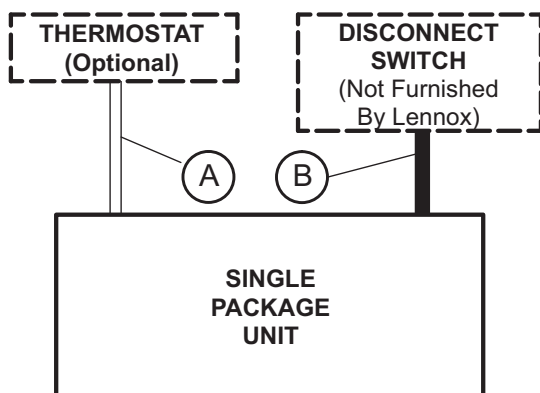 THERMOSTAT
(Optional)
DISCONNECT
SWITCH
(Not Furnished
By Lennox)
A
B
SINGLE
PACKAGE
UNIT